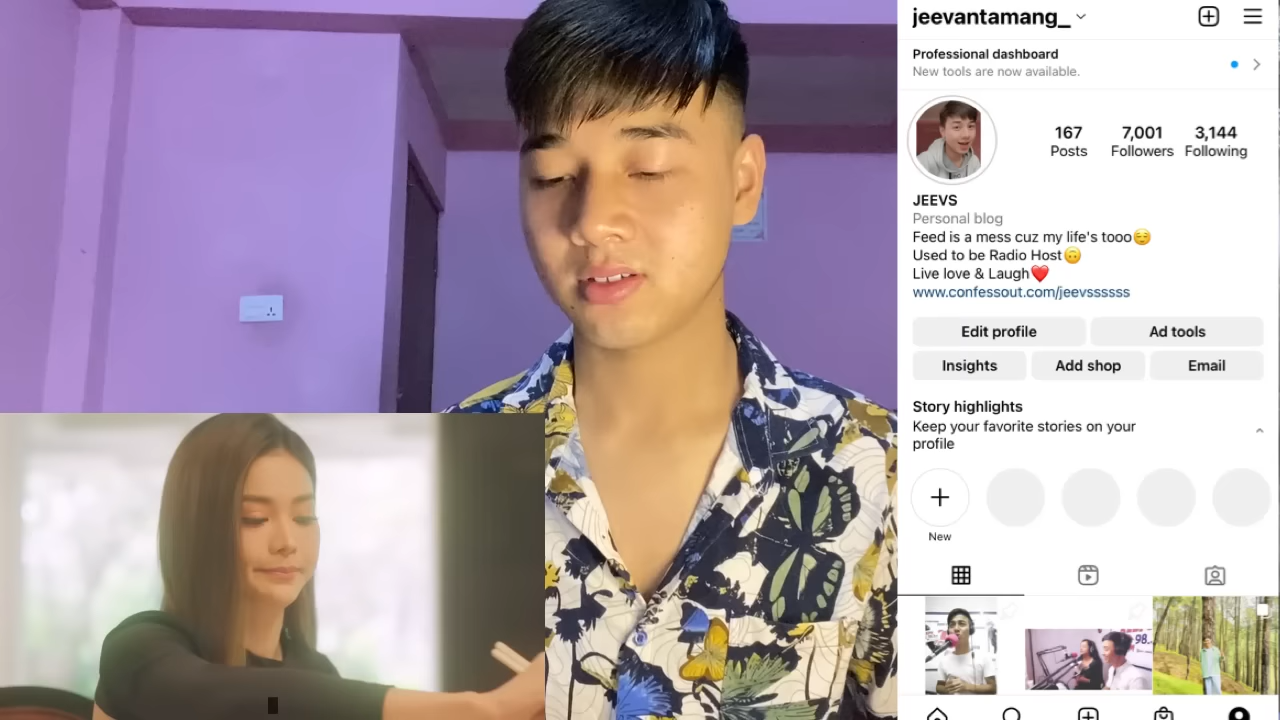 jeevantamang_
Professional dashboard
New tools are now available.
167
Posts
7,001
Followers
3,144
Following
JEEVS
Personal blog
Feed is a mess cuz my life's tooo😌
Used to be Radio Host🙃
Live love & Laugh❤️
www.confessout.com/jeevssssss
Edit profile
Ad tools
Insights
Add shop
Email
Story highlights
Keep your favorite stories on your
profile
New
98.